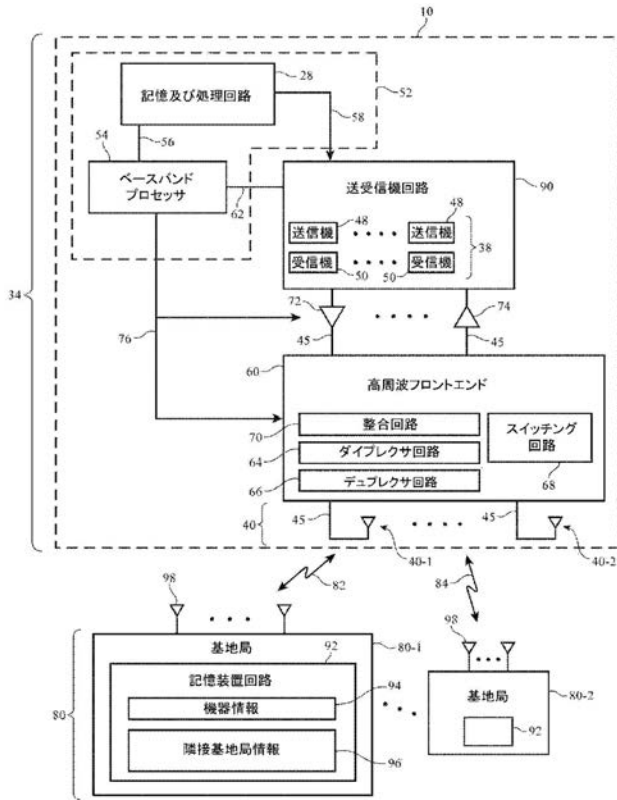 10
記憶及び処理回路
28
52
58
54
56
ベースバンド
プロセッサ
62
送受信機回路
90
送信機
48
送信機
48
38
受信機
50
受信機
50
34
72
74
76
45
45
60
高周波フロントエンド
整合回路
70
ダイプレクサ回路
64
デュプレクサ回路
66
スイッチング
回路
68
40
45
45
40-1
40-2
82
84
98
98
基地局
92
80-1
80
記憶装置回路
94
機器情報
隣接基地局情報
96
基地局
80-2
92